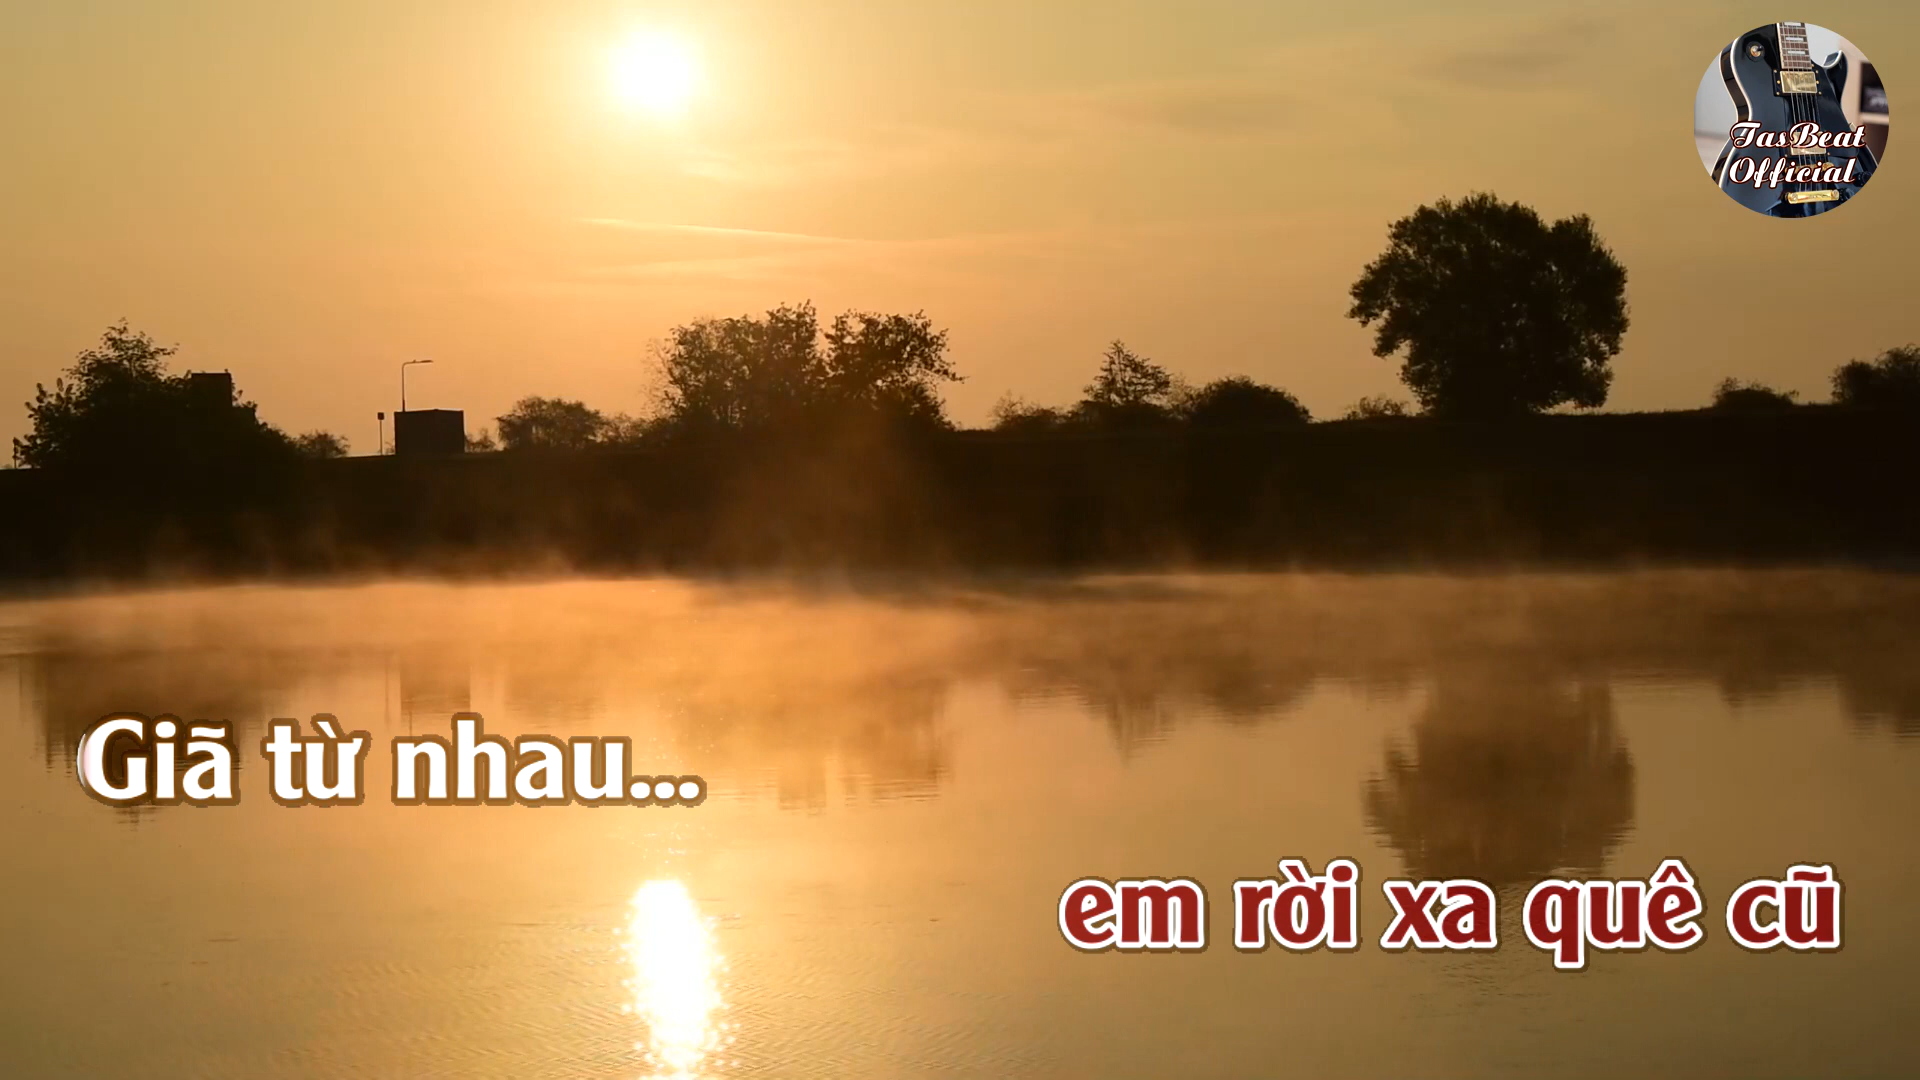 TasBeat
Official
Giã từ nhau...
em rời xa quê cũ